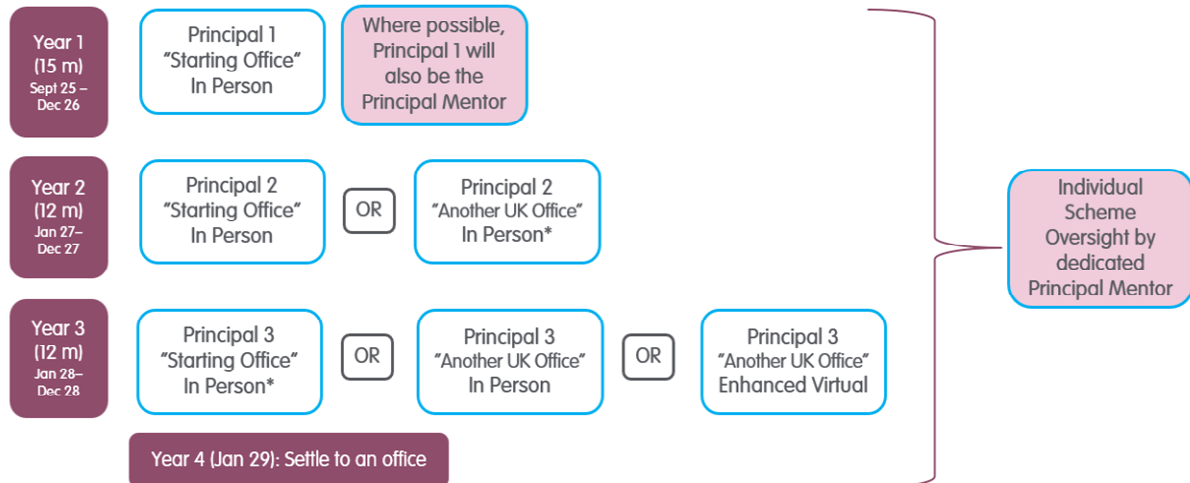 Year 1
(15 m)
Sept 25 –
Dec 26
Principal 1
"Starting Office"
In Person
Where possible,
Principal 1 will
also be the
Principal Mentor
Year 2
(12 m)
Jan 27–
Dec 27
Principal 2
"Starting Office"
In Person
OR
Principal 2
"Another UK Office"
In Person*
Individual
Scheme
Oversight by
dedicated
Principal Mentor
Year 3
(12 m)
Jan 28–
Dec 28
Principal 3
"Starting Office"
In Person*
OR
Principal 3
"Another UK Office"
In Person
OR
Principal 3
"Another UK Office"
Enhanced Virtual
Year 4 (Jan 29): Settle to an office